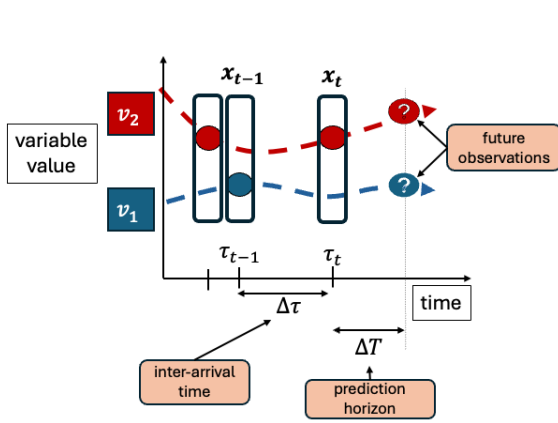 x_{t-1}
x_t
v_2
?
variable
value
future
observations
v_1
?
τ_{t-1}
τ_t
Δτ
time
ΔT
inter-arrival
time
prediction
horizon